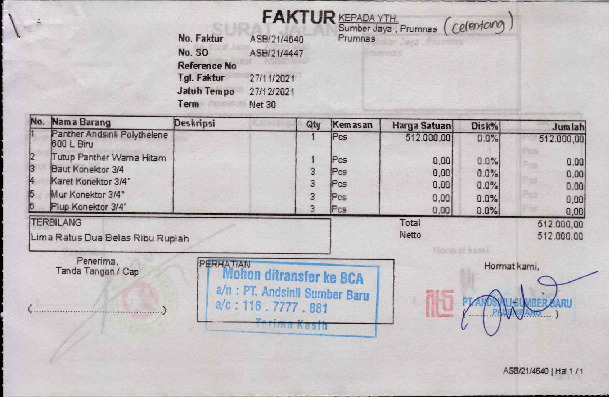 FAKTUR
KEPADA YTH.
Sumber Jaya , Prumnas (celentang)
Prumnas
No. Faktur ASB/21/4640
No. SO ASB/21/4447
Reference No
Tgl. Faktur 27/11/2021
Jatuh Tempo 27/12/2021
Term Net 30
No. Nama Barang Deskripsi Qty Kemasan Harga Satuan Disk% Jumlah
1 Panther Andsinli Polythelene 1 Pcs 512.000,00 0.0% 512.000,00
600 L Biru
2 Tutup Panther Warna Hitam 1 Pcs 0,00 0.0% 0,00
3 Baut Konektor 3/4 3 Pcs 0,00 0.0% 0,00
4 Karet Konektor 3/4" 3 Pcs 0,00 0.0% 0,00
5 Mur Konektor 3/4" 3 Pcs 0,00 0.0% 0,00
6 Plup Konektor 3/4" 3 Pcs 0,00 0.0% 0,00
TERBILANG
Lima Ratus Dua Belas Ribu Rupiah
Total 512.000,00
Netto 512.000,00
Penerima,
Tanda Tangan / Cap
(........................)
PERHATIAN
Mohon ditransfer ke BCA
a/n : PT. Andsinli Sumber Baru
a/c : 116 . 7777 . 881
Terima Kasih
Hormat kami,
PT. ANDSINLI SUMBER BARU
PALEMBANG
ASB/21/4640 | Hal 1 / 1